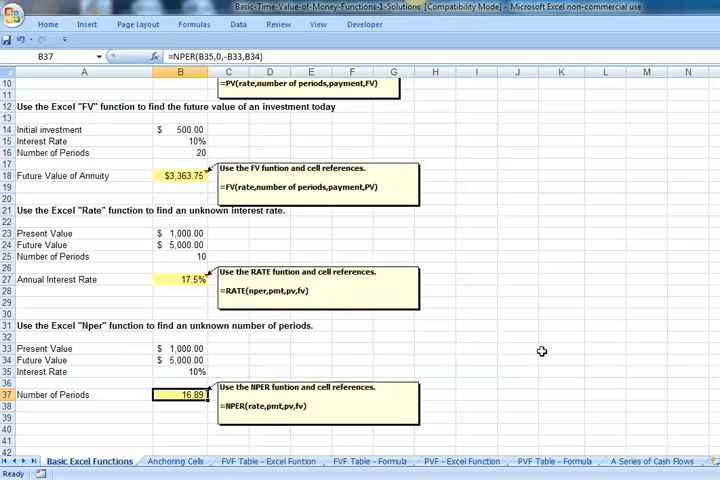 Basic-Time-Value-of-Money-Functions-1-Solutions [Compatibility Mode] - Microsoft Excel non-commercial use
Home Insert Page Layout Formulas Data Review View Developer
B37 fx =NPER(B35,0,-B33,B34)
A B C D E F G H I J K L M N
10 =PV(rate,number of periods,payment,FV)
11
12 Use the Excel "FV" function to find the future value of an investment today
13
14 Initial investment $ 500.00
15 Interest Rate 10%
16 Number of Periods 20
17 Use the FV funtion and cell references.
18 Future Value of Annuity $3,363.75
19 =FV(rate,number of periods,payment,PV)
20
21 Use the Excel "Rate" function to find an unknown interest rate.
22
23 Present Value $ 1,000.00
24 Future Value $ 5,000.00
25 Number of Periods 10
26 Use the RATE funtion and cell references.
27 Annual Interest Rate 17.5%
28 =RATE(nper,pmt,pv,fv)
29
30
31 Use the Excel "Nper" function to find an unknown number of periods.
32
33 Present Value $ 1,000.00
34 Future Value $ 5,000.00
35 Interest Rate 10%
36 Use the NPER funtion and cell references.
37 Number of Periods 16.89
38 =NPER(rate,pmt,pv,fv)
39
40
41
42
Basic Excel Functions Anchoring Cells FVF Table - Excel Funtion FVF Table - Formula PVF - Excel Function PVF Table - Formula A Series of Cash Flows
Ready